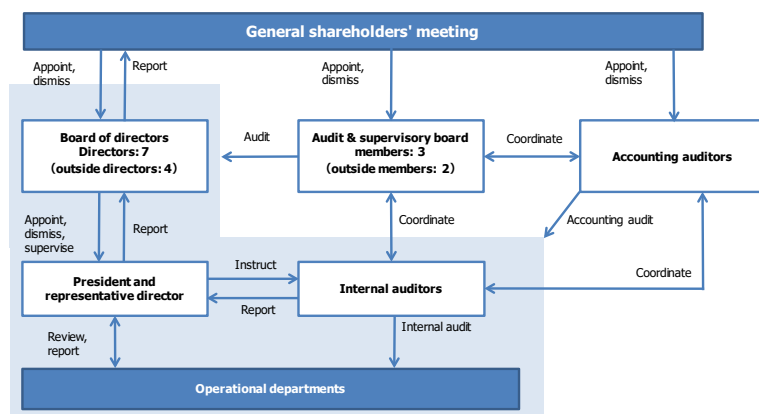 General shareholders' meeting
Appoint,
dismiss
Report
Appoint,
dismiss
Appoint,
dismiss
Board of directors
Directors: 7
(outside directors: 4)
Audit
Audit & supervisory board
members: 3
(outside members: 2)
Coordinate
Accounting auditors
Appoint,
dismiss,
supervise
Report
Coordinate
Accounting audit
President and
representative director
Instruct
Report
Internal auditors
Coordinate
Review,
report
Internal audit
Operational departments